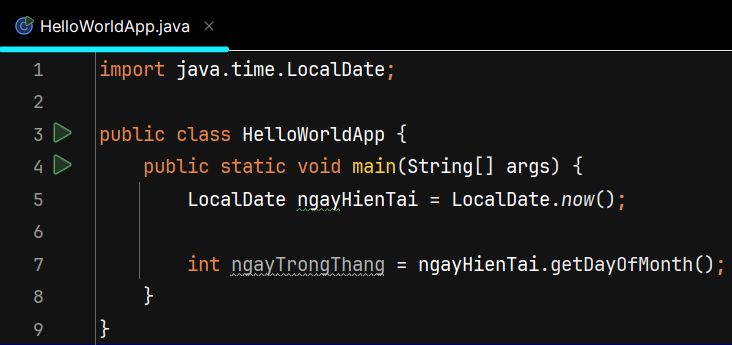 HelloWorldApp.java
1 import java.time.LocalDate;
2
3 public class HelloWorldApp {
4 public static void main(String[] args) {
5 LocalDate ngayHienTai = LocalDate.now();
6
7 int ngayTrongThang = ngayHienTai.getDayOfMonth();
8 }
9 }